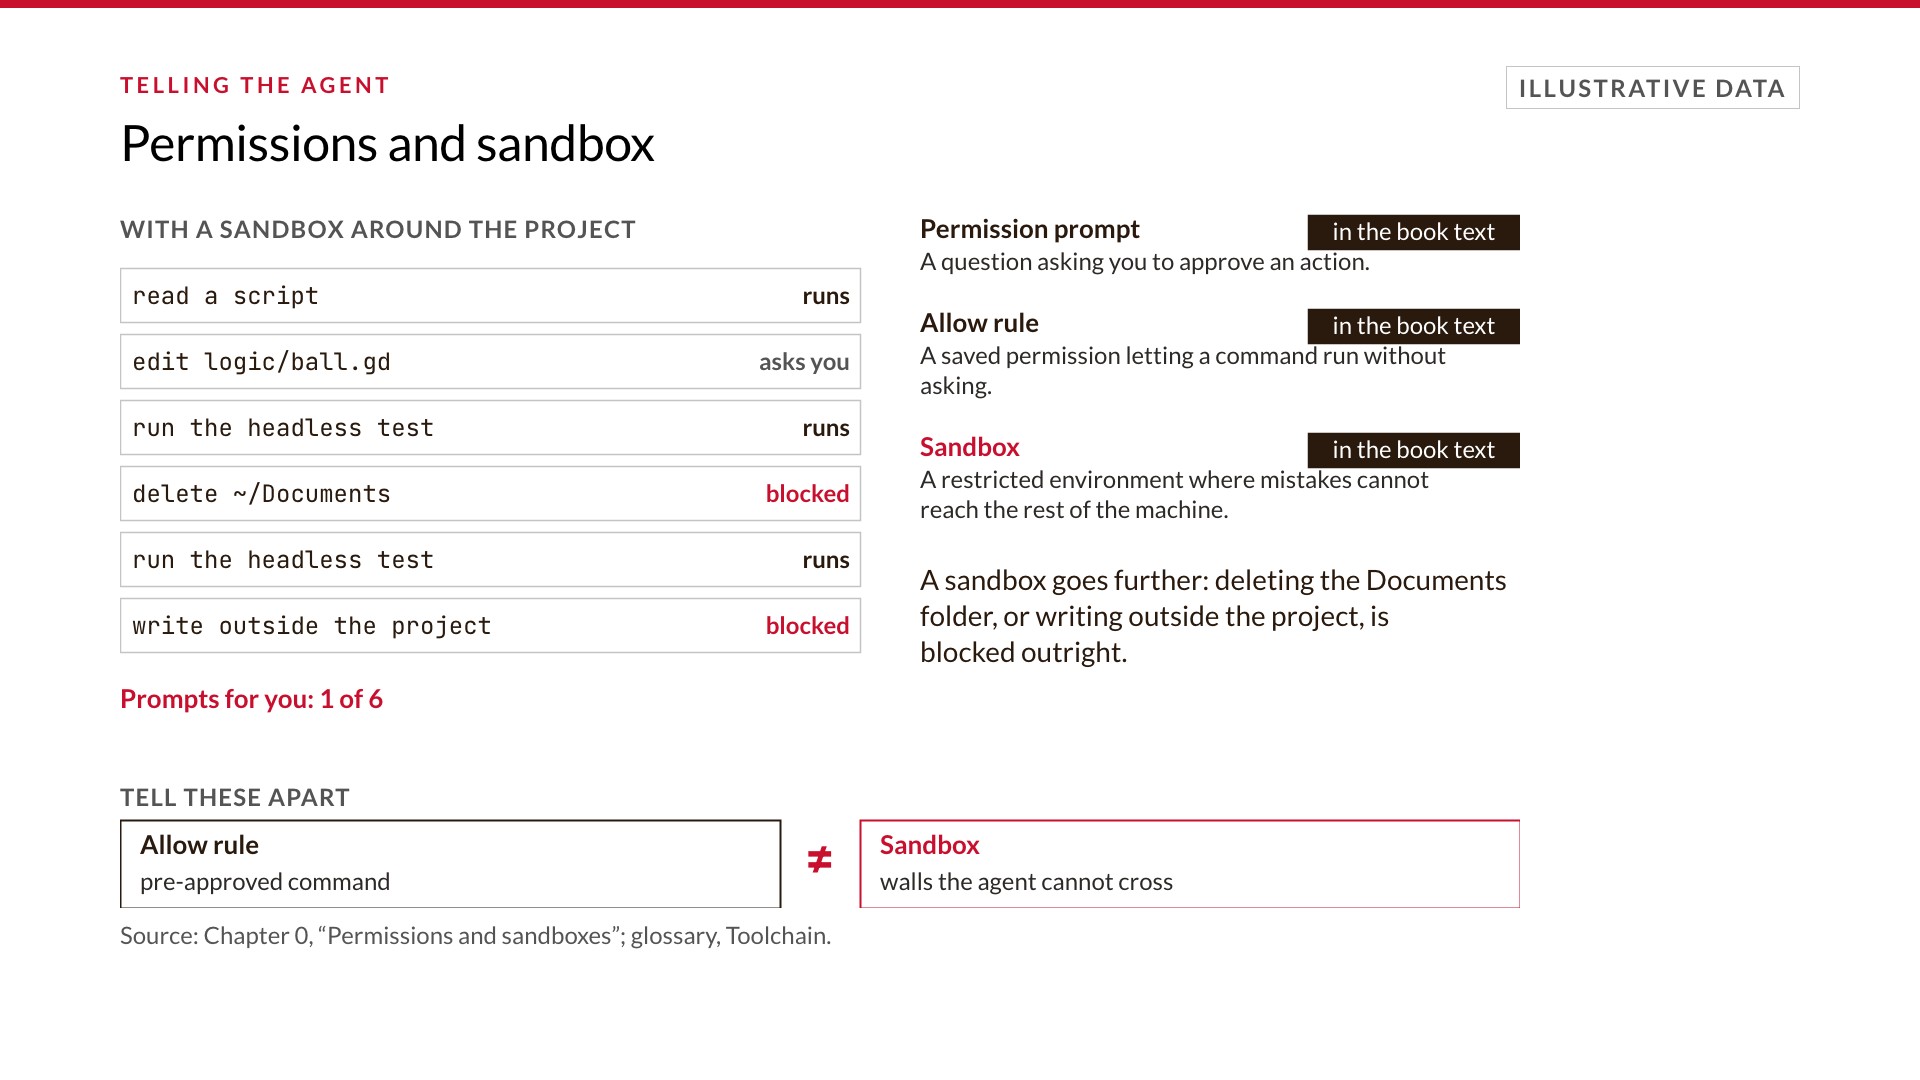 TELLING THE AGENT
ILLUSTRATIVE DATA
Permissions and sandbox
WITH A SANDBOX AROUND THE PROJECT
read a script runs
edit logic/ball.gd asks you
run the headless test runs
delete ~/Documents blocked
run the headless test runs
write outside the project blocked
Prompts for you: 1 of 6
Permission prompt in the book text
A question asking you to approve an action.
Allow rule in the book text
A saved permission letting a command run without
asking.
Sandbox in the book text
A restricted environment where mistakes cannot
reach the rest of the machine.
A sandbox goes further: deleting the Documents
folder, or writing outside the project, is
blocked outright.
TELL THESE APART
Allow rule
pre-approved command
≠
Sandbox
walls the agent cannot cross
Source: Chapter 0, “Permissions and sandboxes”; glossary, Toolchain.